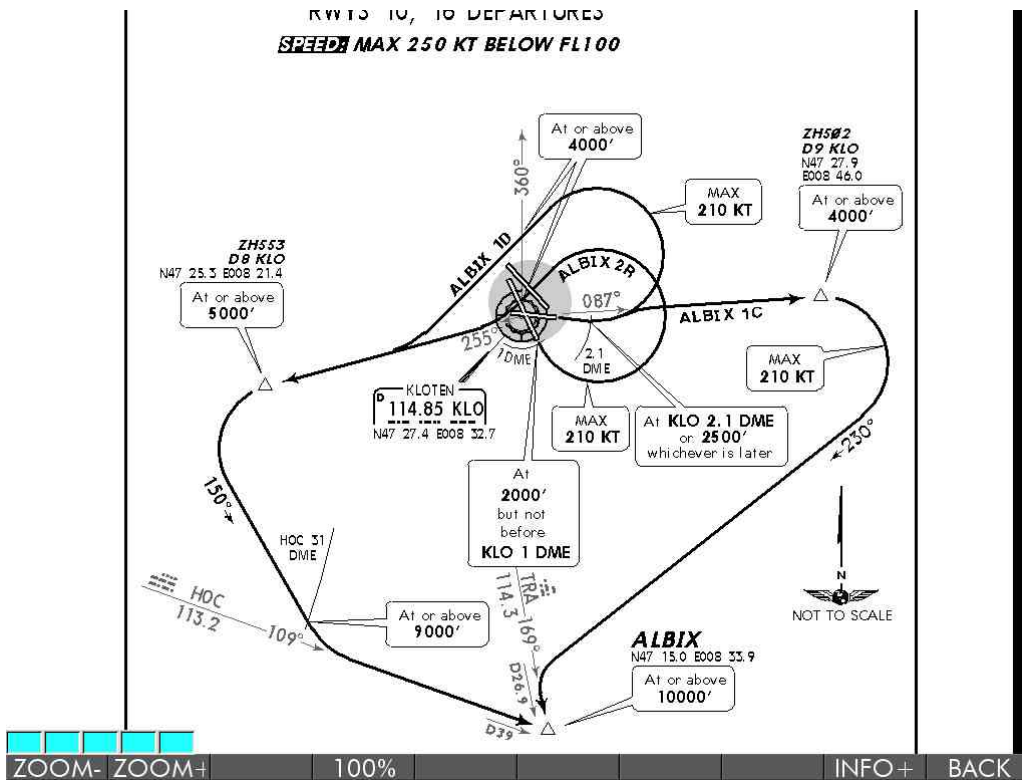 RWYS 10, 16 DEPARTURES
SPEED: MAX 250 KT BELOW FL100
At or above
4000'
360°
ZH502
D9 KLO
N47 27.9
E008 46.0
At or above
4000'
MAX
210 KT
ALBIX 1D
ZH553
D8 KLO
N47 25.3 E008 21.4
At or above
5000'
ALBIX 2R
087°
ALBIX 1C
255°
1 DME
2.1
DME
MAX
210 KT
KLOTEN
D 114.85 KLO
N47 27.4 E008 32.7
MAX
210 KT
At KLO 2.1 DME
or 2500'
whichever is later
230°
At
2000'
but not
before
KLO 1 DME
150°
HOC 31
DME
N
NOT TO SCALE
HOC
113.2
109°
TRA
114.3
169°
At or above
9000'
ALBIX
N47 15.0 E008 33.9
At or above
10000'
D26.9
D39
ZOOM- ZOOM+ 100% INFO+ BACK